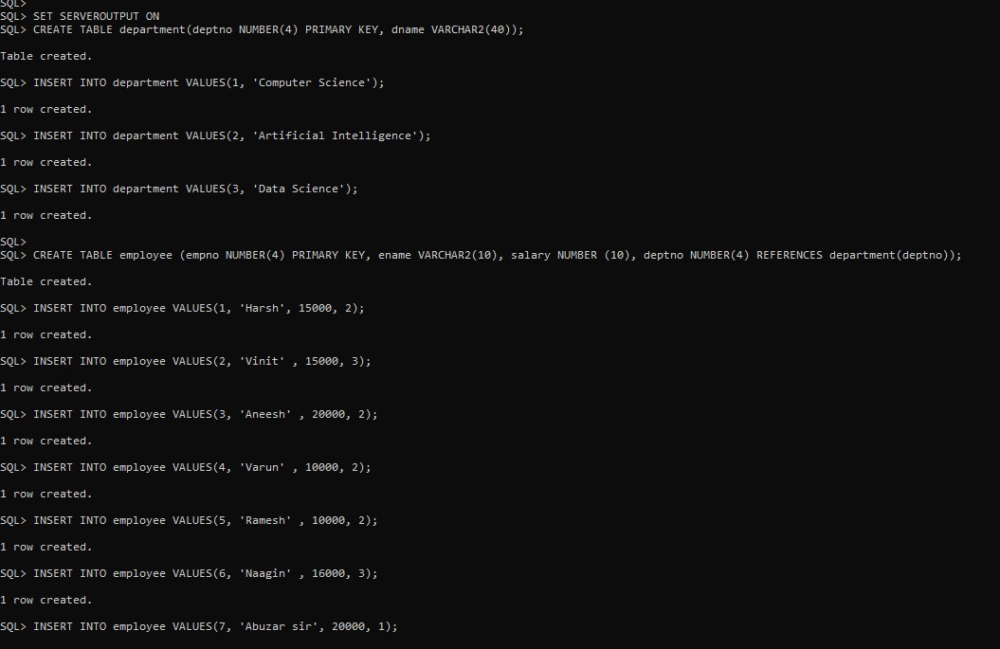 SQL>
SQL> SET SERVEROUTPUT ON
SQL> CREATE TABLE department(deptno NUMBER(4) PRIMARY KEY, dname VARCHAR2(40));
Table created.
SQL> INSERT INTO department VALUES(1, 'Computer Science');
1 row created.
SQL> INSERT INTO department VALUES(2, 'Artificial Intelligence');
1 row created.
SQL> INSERT INTO department VALUES(3, 'Data Science');
1 row created.
SQL>
SQL> CREATE TABLE employee (empno NUMBER(4) PRIMARY KEY, ename VARCHAR2(10), salary NUMBER (10), deptno NUMBER(4) REFERENCES department(deptno));
Table created.
SQL> INSERT INTO employee VALUES(1, 'Harsh', 15000, 2);
1 row created.
SQL> INSERT INTO employee VALUES(2, 'Vinit' , 15000, 3);
1 row created.
SQL> INSERT INTO employee VALUES(3, 'Aneesh' , 20000, 2);
1 row created.
SQL> INSERT INTO employee VALUES(4, 'Varun' , 10000, 2);
1 row created.
SQL> INSERT INTO employee VALUES(5, 'Ramesh' , 10000, 2);
1 row created.
SQL> INSERT INTO employee VALUES(6, 'Naagin' , 16000, 3);
1 row created.
SQL> INSERT INTO employee VALUES(7, 'Abuzar sir', 20000, 1);